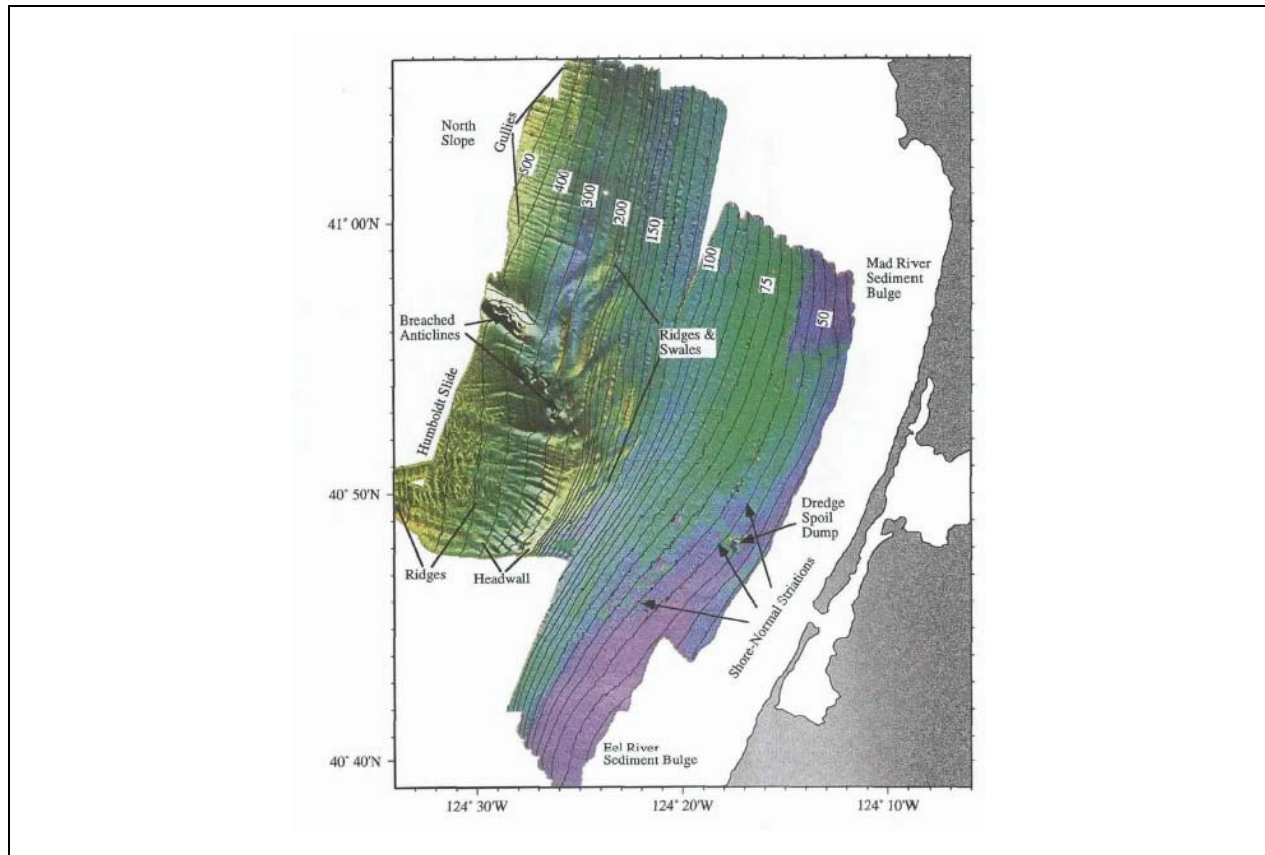 North
Slope
Gullies
500
400
300
200
150
100
75
50
41° 00'N
Mad River
Sediment
Bulge
Breached
Anticlines
Ridges &
Swales
Humboldt Slide
40° 50'N
Dredge
Spoil
Dump
Ridges
Headwall
Shore-Normal Striations
Eel River
Sediment Bulge
40° 40'N
124° 30'W
124° 20'W
124° 10'W